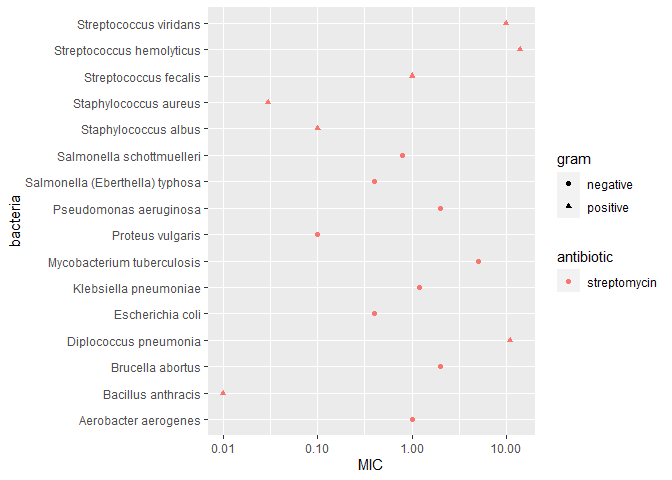 Streptococcus viridans
Streptococcus hemolyticus
Streptococcus fecalis
Staphylococcus aureus
Staphylococcus albus
Salmonella schottmuelleri
Salmonella (Eberthella) typhosa
Pseudomonas aeruginosa
Proteus vulgaris
Mycobacterium tuberculosis
Klebsiella pneumoniae
Escherichia coli
Diplococcus pneumonia
Brucella abortus
Bacillus anthracis
Aerobacter aerogenes
bacteria
0.01 0.10 1.00 10.00
MIC
gram
negative
positive
antibiotic
streptomycin